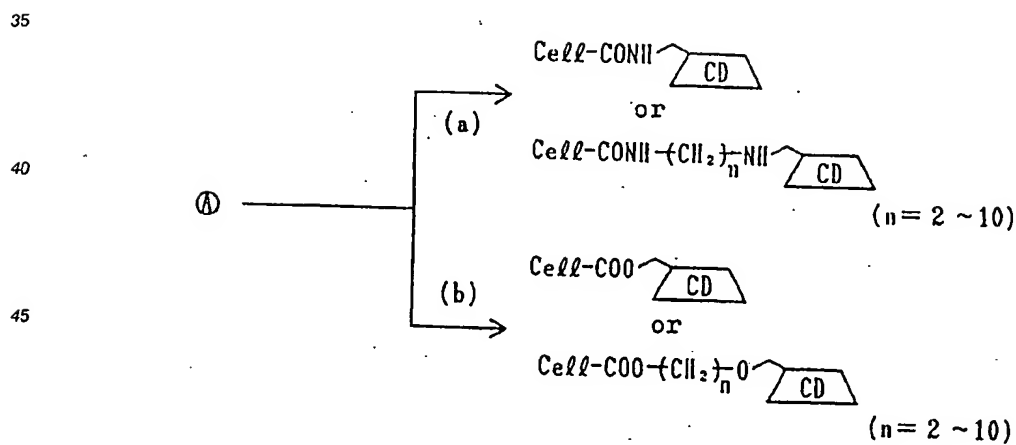 35
Cell-CONH CD
or
(a)
Cell-CONH-(CH₂)n-NH CD
40
(n= 2 ~10)
Ⓐ
Cell-COO CD
(b)
or
45
Cell-COO-(CH₂)n-O CD
(n= 2 ~10)